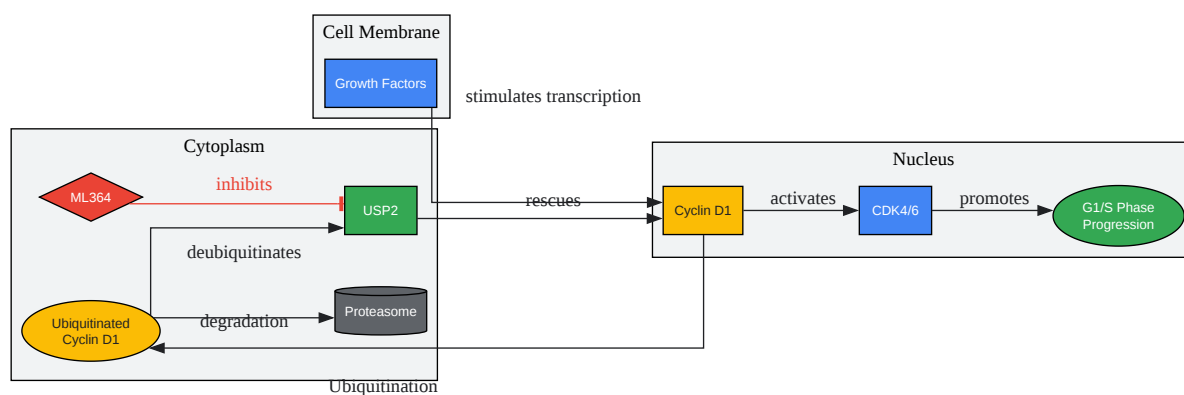 Cell Membrane
Growth Factors
stimulates transcription
Cytoplasm
ML364
inhibits
USP2
deubiquitinates
Ubiquitinated
Cyclin D1
degradation
Proteasome
Ubiquitination
rescues
Nucleus
Cyclin D1
activates
CDK4/6
promotes
G1/S Phase
Progression